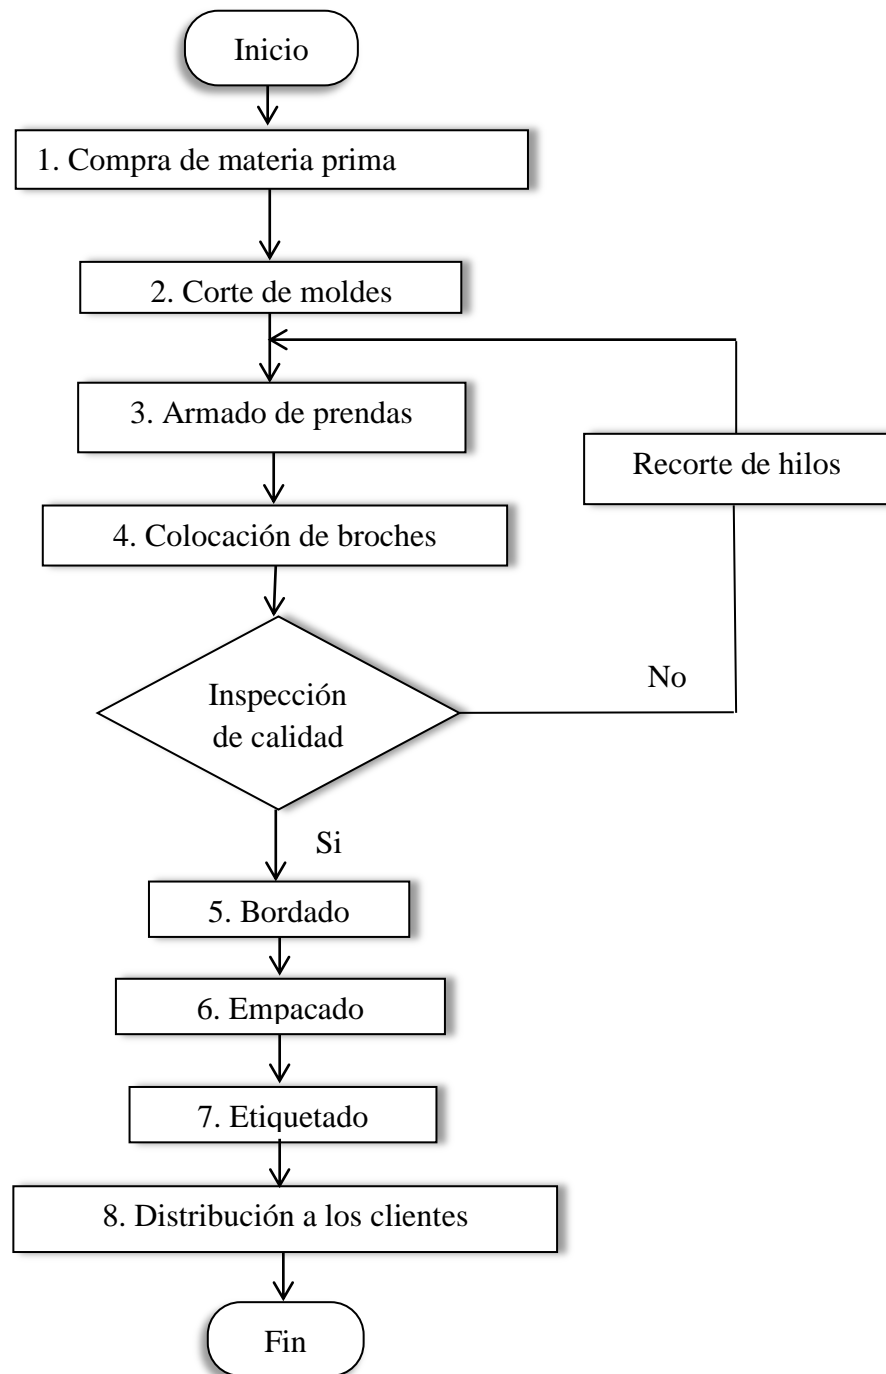 Inicio
1. Compra de materia prima
2. Corte de moldes
3. Armado de prendas
Recorte de hilos
4. Colocación de broches
Inspección
de calidad
No
Si
5. Bordado
6. Empacado
7. Etiquetado
8. Distribución a los clientes
Fin